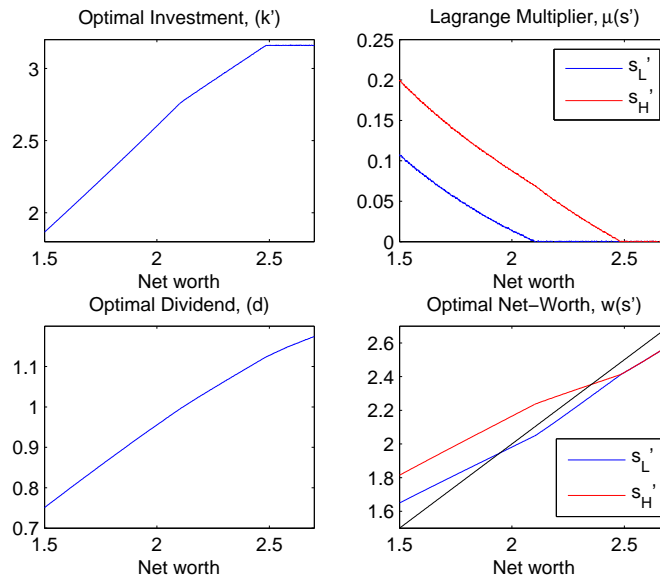 Optimal Investment, (k')
3
2.5
2
1.5 2 2.5
Net worth
Lagrange Multiplier, μ(s')
0.25
0.2
0.15
0.1
0.05
0
1.5 2 2.5
Net worth
s_L'
s_H'
Optimal Dividend, (d)
1.1
1
0.9
0.8
0.7
1.5 2 2.5
Net worth
Optimal Net-Worth, w(s')
2.6
2.4
2.2
2
1.8
1.6
1.5 2 2.5
Net worth
s_L'
s_H'